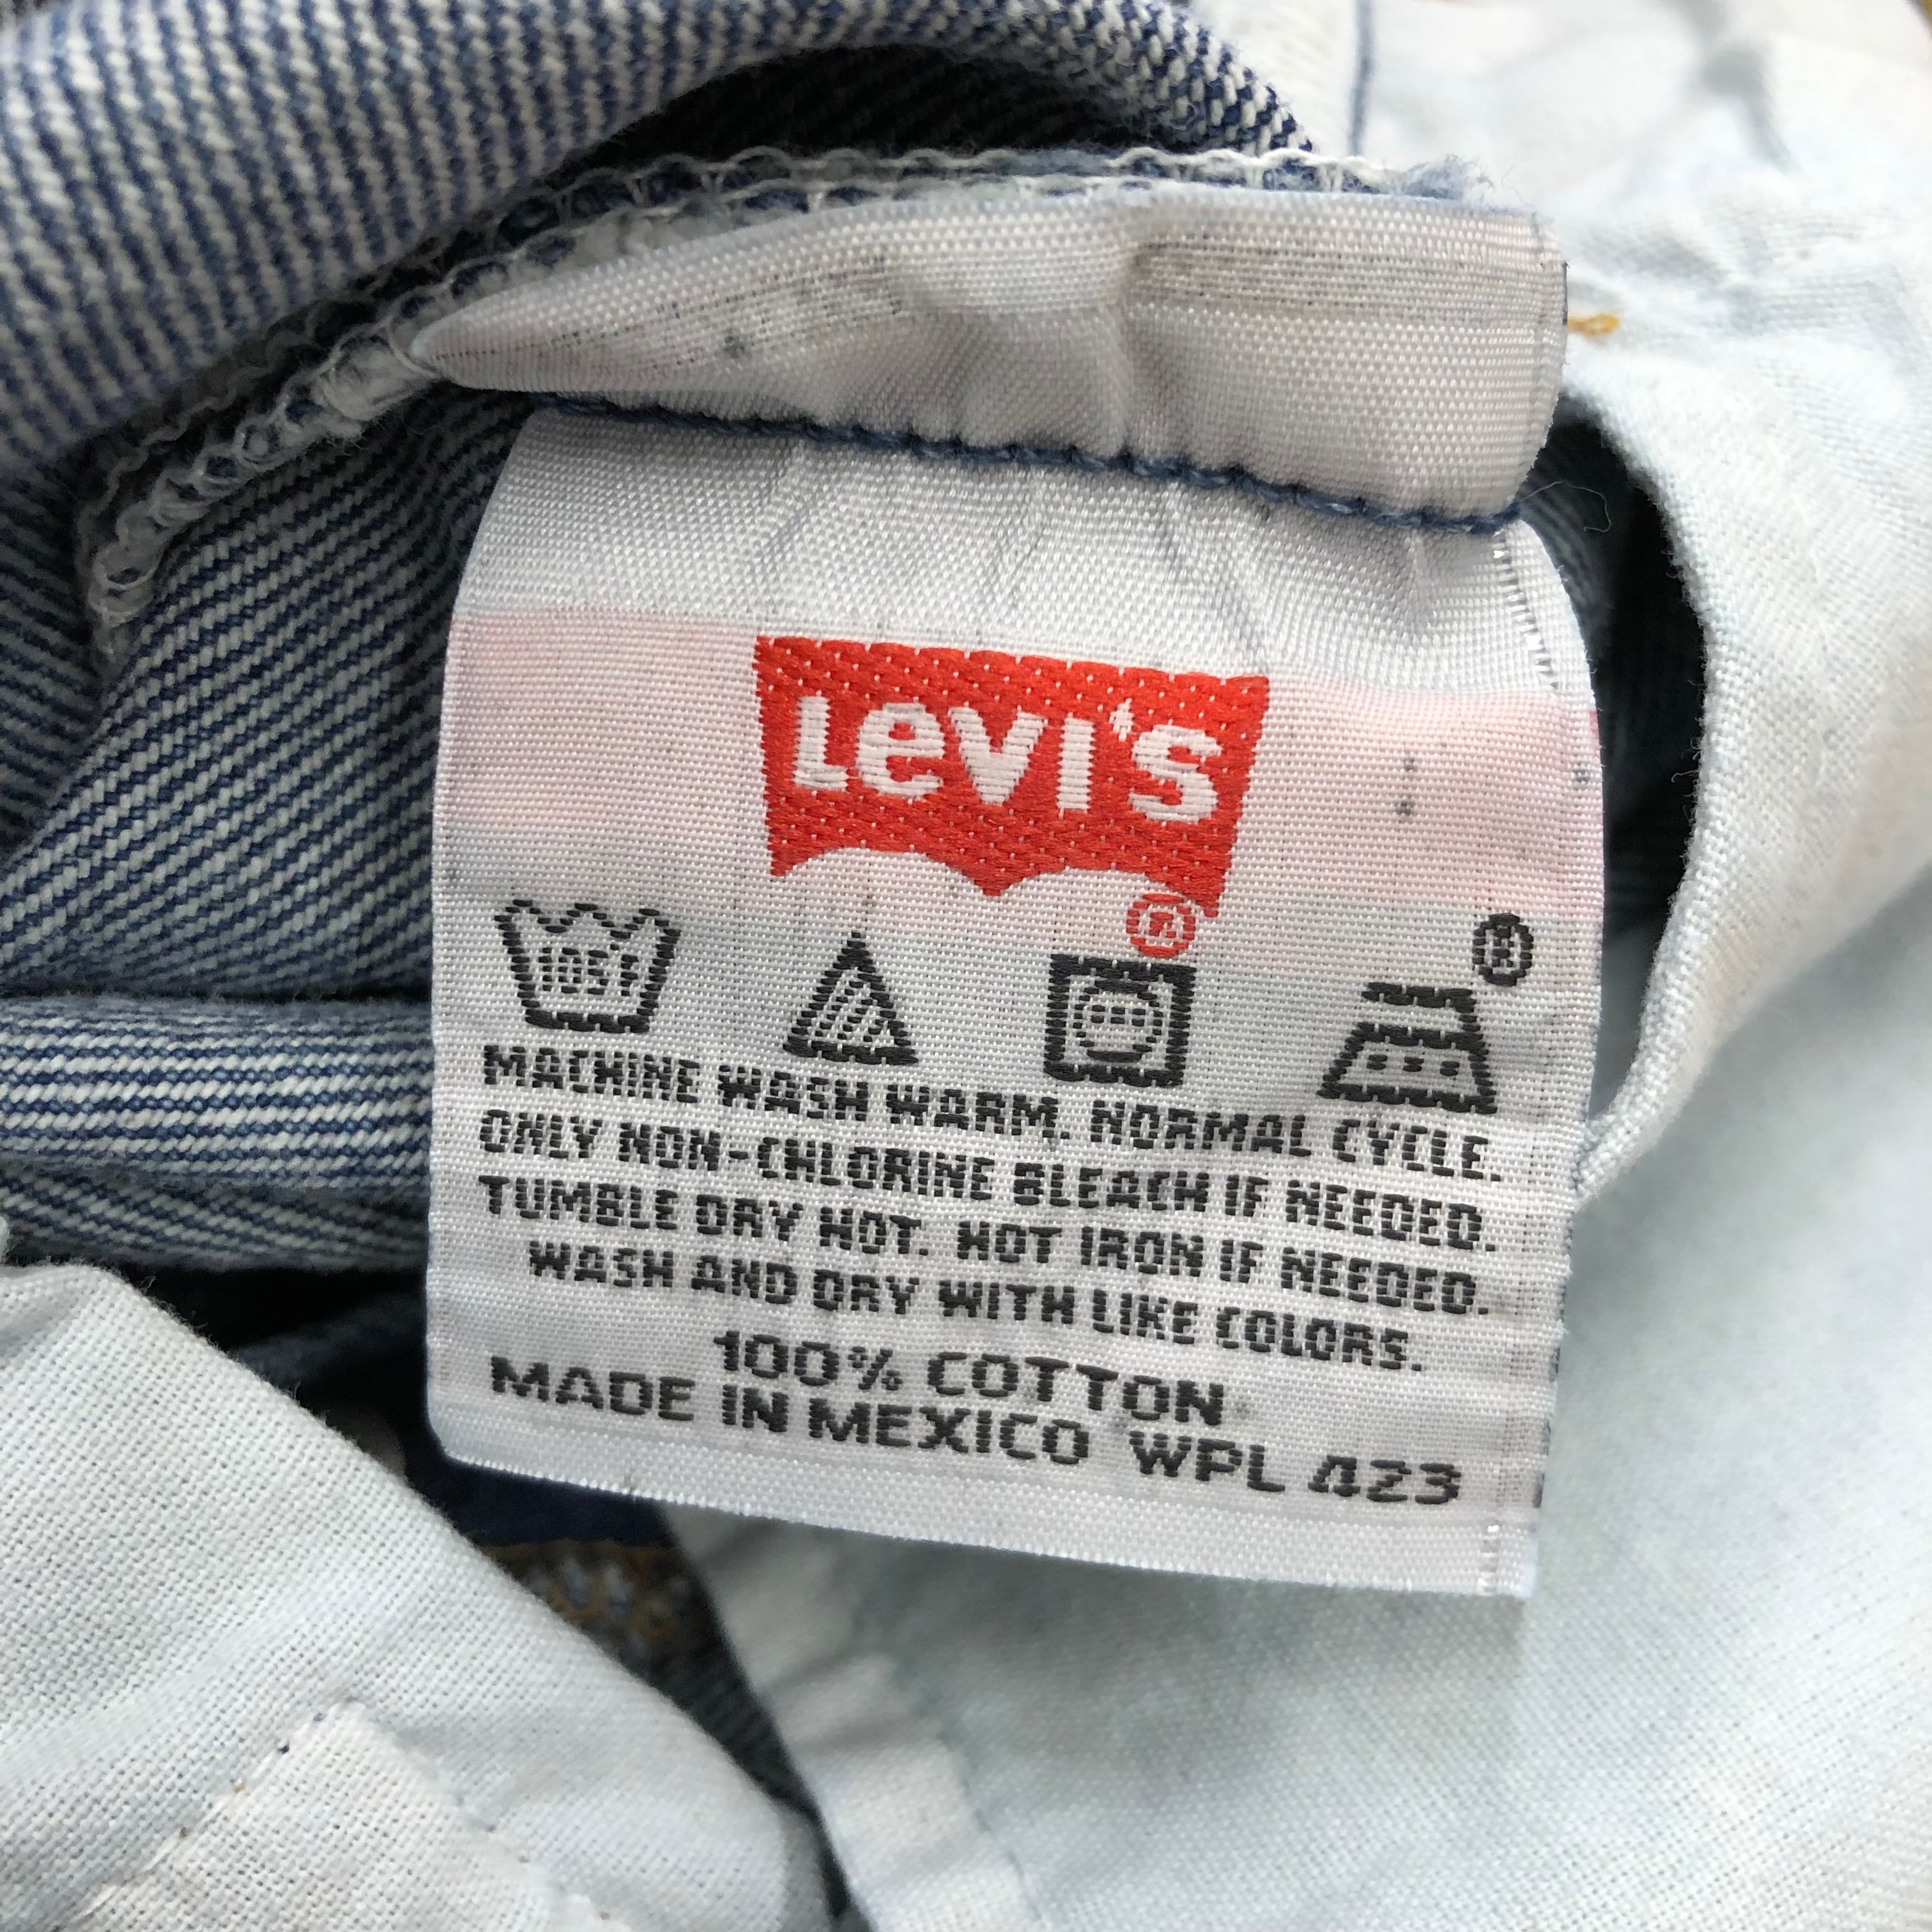 LEVI'S
®
®
105F
MACHINE WASH WARM. NORMAL CYCLE.
ONLY NON-CHLORINE BLEACH IF NEEDED.
TUMBLE DRY HOT. HOT IRON IF NEEDED.
WASH AND DRY WITH LIKE COLORS.
100% COTTON
MADE IN MEXICO WPL 423